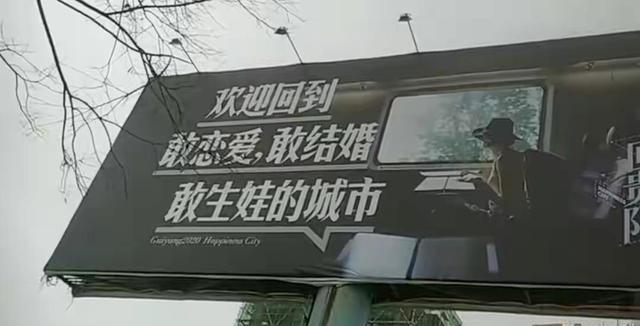 欢迎回到
敢恋爱,敢结婚
敢生娃的城市
Guiyang2020 Happiness City